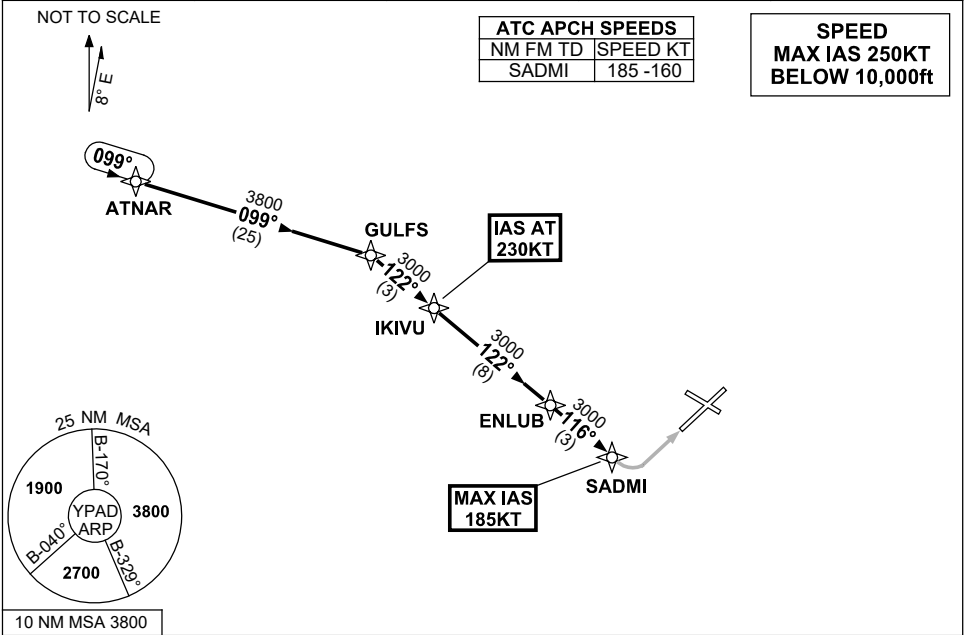 NOT TO SCALE
8° E
ATC APCH SPEEDS
NM FM TD SPEED KT
SADMI 185 -160
SPEED
MAX IAS 250KT
BELOW 10,000ft
099°
ATNAR
3800
099°
(25)
GULFS
3000
122°
(3)
IAS AT
230KT
IKIVU
3000
122°
(8)
ENLUB
3000
116°
(3)
SADMI
MAX IAS
185KT
25 NM MSA
B-170°
1900
YPAD
ARP
3800
B-040°
B-329°
2700
10 NM MSA 3800